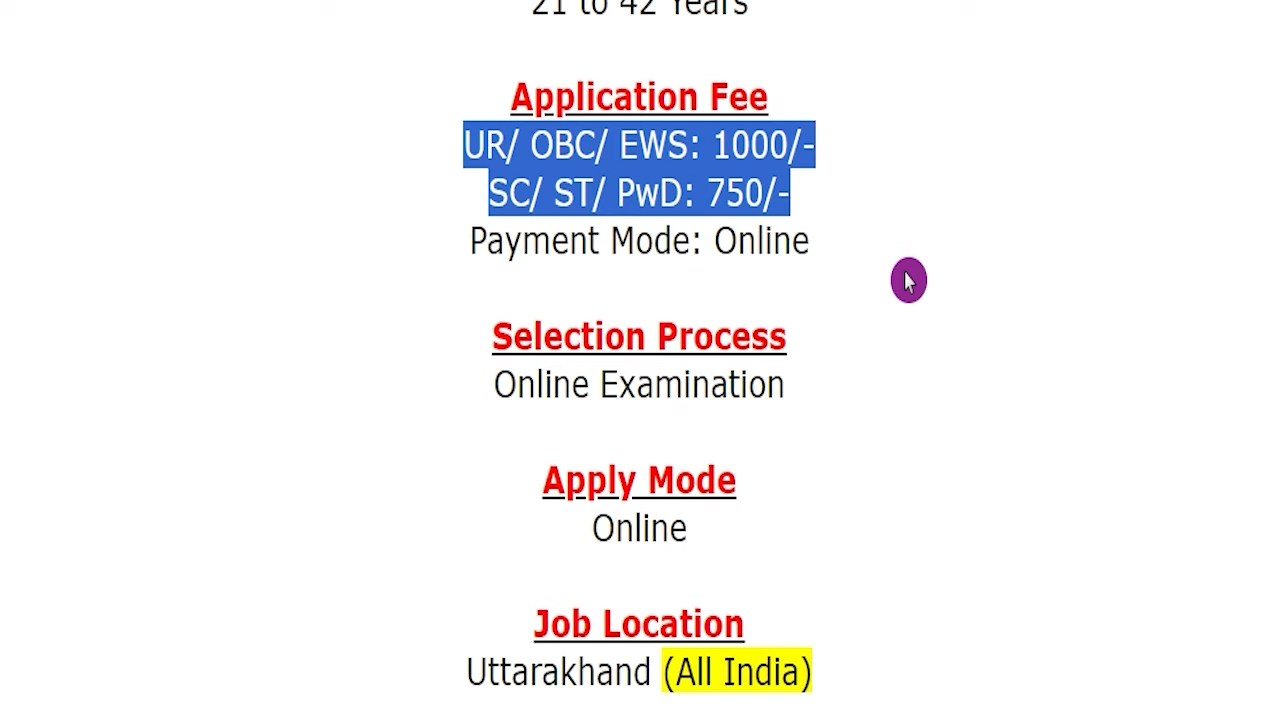 21 to 42 Years
Application Fee
UR/ OBC/ EWS: 1000/-
SC/ ST/ PwD: 750/-
Payment Mode: Online
Selection Process
Online Examination
Apply Mode
Online
Job Location
Uttarakhand (All India)